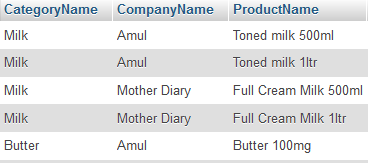 CategoryName CompanyName ProductName
Milk Amul Toned milk 500ml
Milk Amul Toned milk 1ltr
Milk Mother Diary Full Cream Milk 500ml
Milk Mother Diary Full Cream Milk 1ltr
Butter Amul Butter 100mg